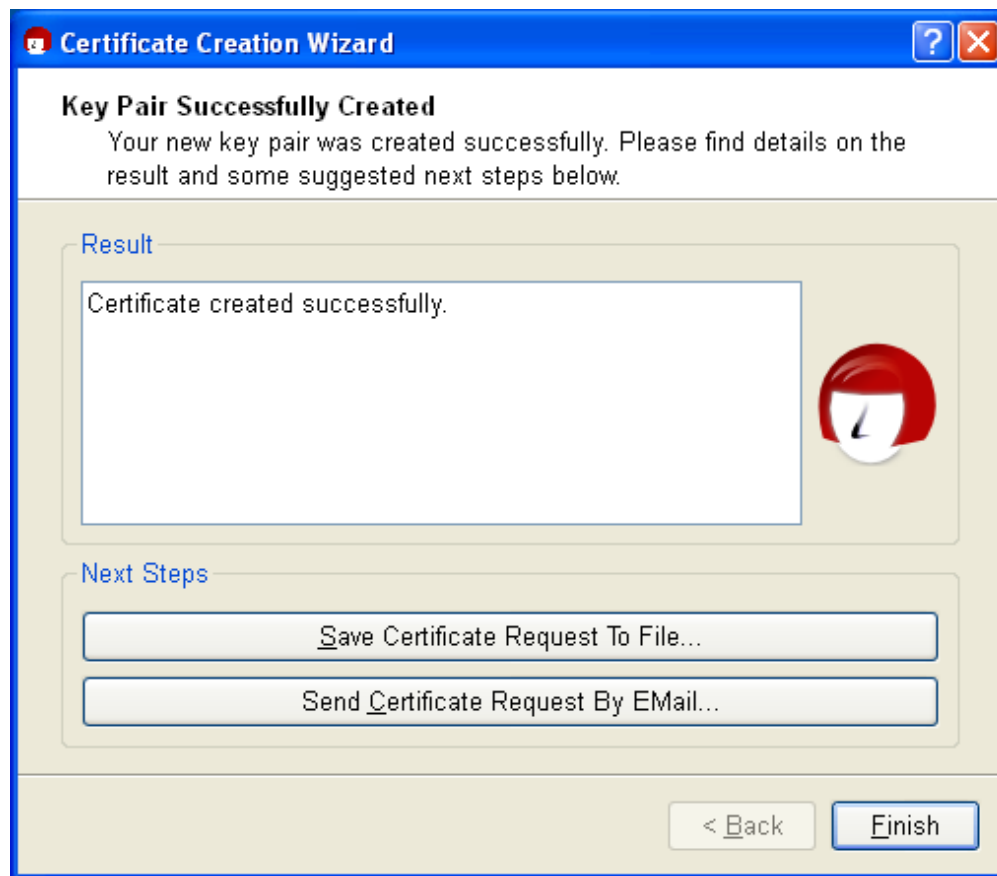 Certificate Creation Wizard
Key Pair Successfully Created
Your new key pair was created successfully. Please find details on the
result and some suggested next steps below.
Result
Certificate created successfully.
Next Steps
Save Certificate Request To File...
Send Certificate Request By EMail...
< Back
Finish